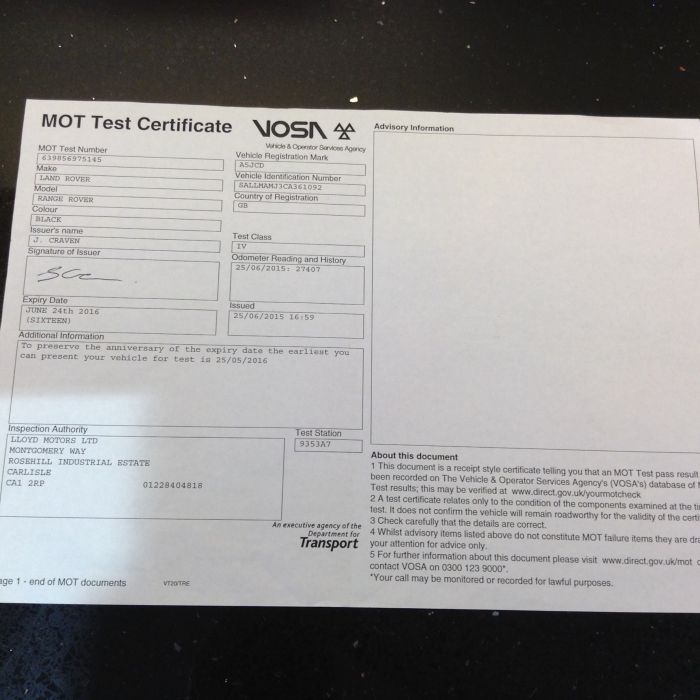 MOT Test Certificate
VOSA
Vehicle & Operator Services Agency
MOT Test Number
639856975145
Make
LAND ROVER
Model
RANGE ROVER
Colour
BLACK
Issuer's name
J. CRAVEN
Signature of Issuer
Expiry Date
JUNE 24th 2016
(SIXTEEN)
Vehicle Registration Mark
A5JCD
Vehicle Identification Number
SALLMAMJ3CA361092
Country of Registration
GB
Test Class
IV
Odometer Reading and History
25/06/2015: 27407
Issued
25/06/2015 16:59
Additional Information
To preserve the anniversary of the expiry date the earliest you
can present your vehicle for test is 25/05/2016
Inspection Authority
LLOYD MOTORS LTD
MONTGOMERY WAY
ROSEHILL INDUSTRIAL ESTATE
CARLISLE
CA1 2RP 01228404818
Test Station
9353A7
An executive agency of the
Department for
Transport
age 1 - end of MOT documents
VT20/TRE
Advisory Information
About this document
1 This document is a receipt style certificate telling you that an MOT Test pass result
been recorded on The Vehicle & Operator Services Agency's (VOSA's) database of
Test results; this may be verified at www.direct.gov.uk/yourmotcheck
2 A test certificate relates only to the condition of the components examined at the
test. It does not confirm the vehicle will remain roadworthy for the validity of the
3 Check carefully that the details are correct.
4 Whilst advisory items listed above do not constitute MOT failure items they are
your attention for advice only.
5 For further information about this document please visit www.direct.gov.uk/mot
contact VOSA on 0300 123 9000*.
*Your call may be monitored or recorded for lawful purposes.